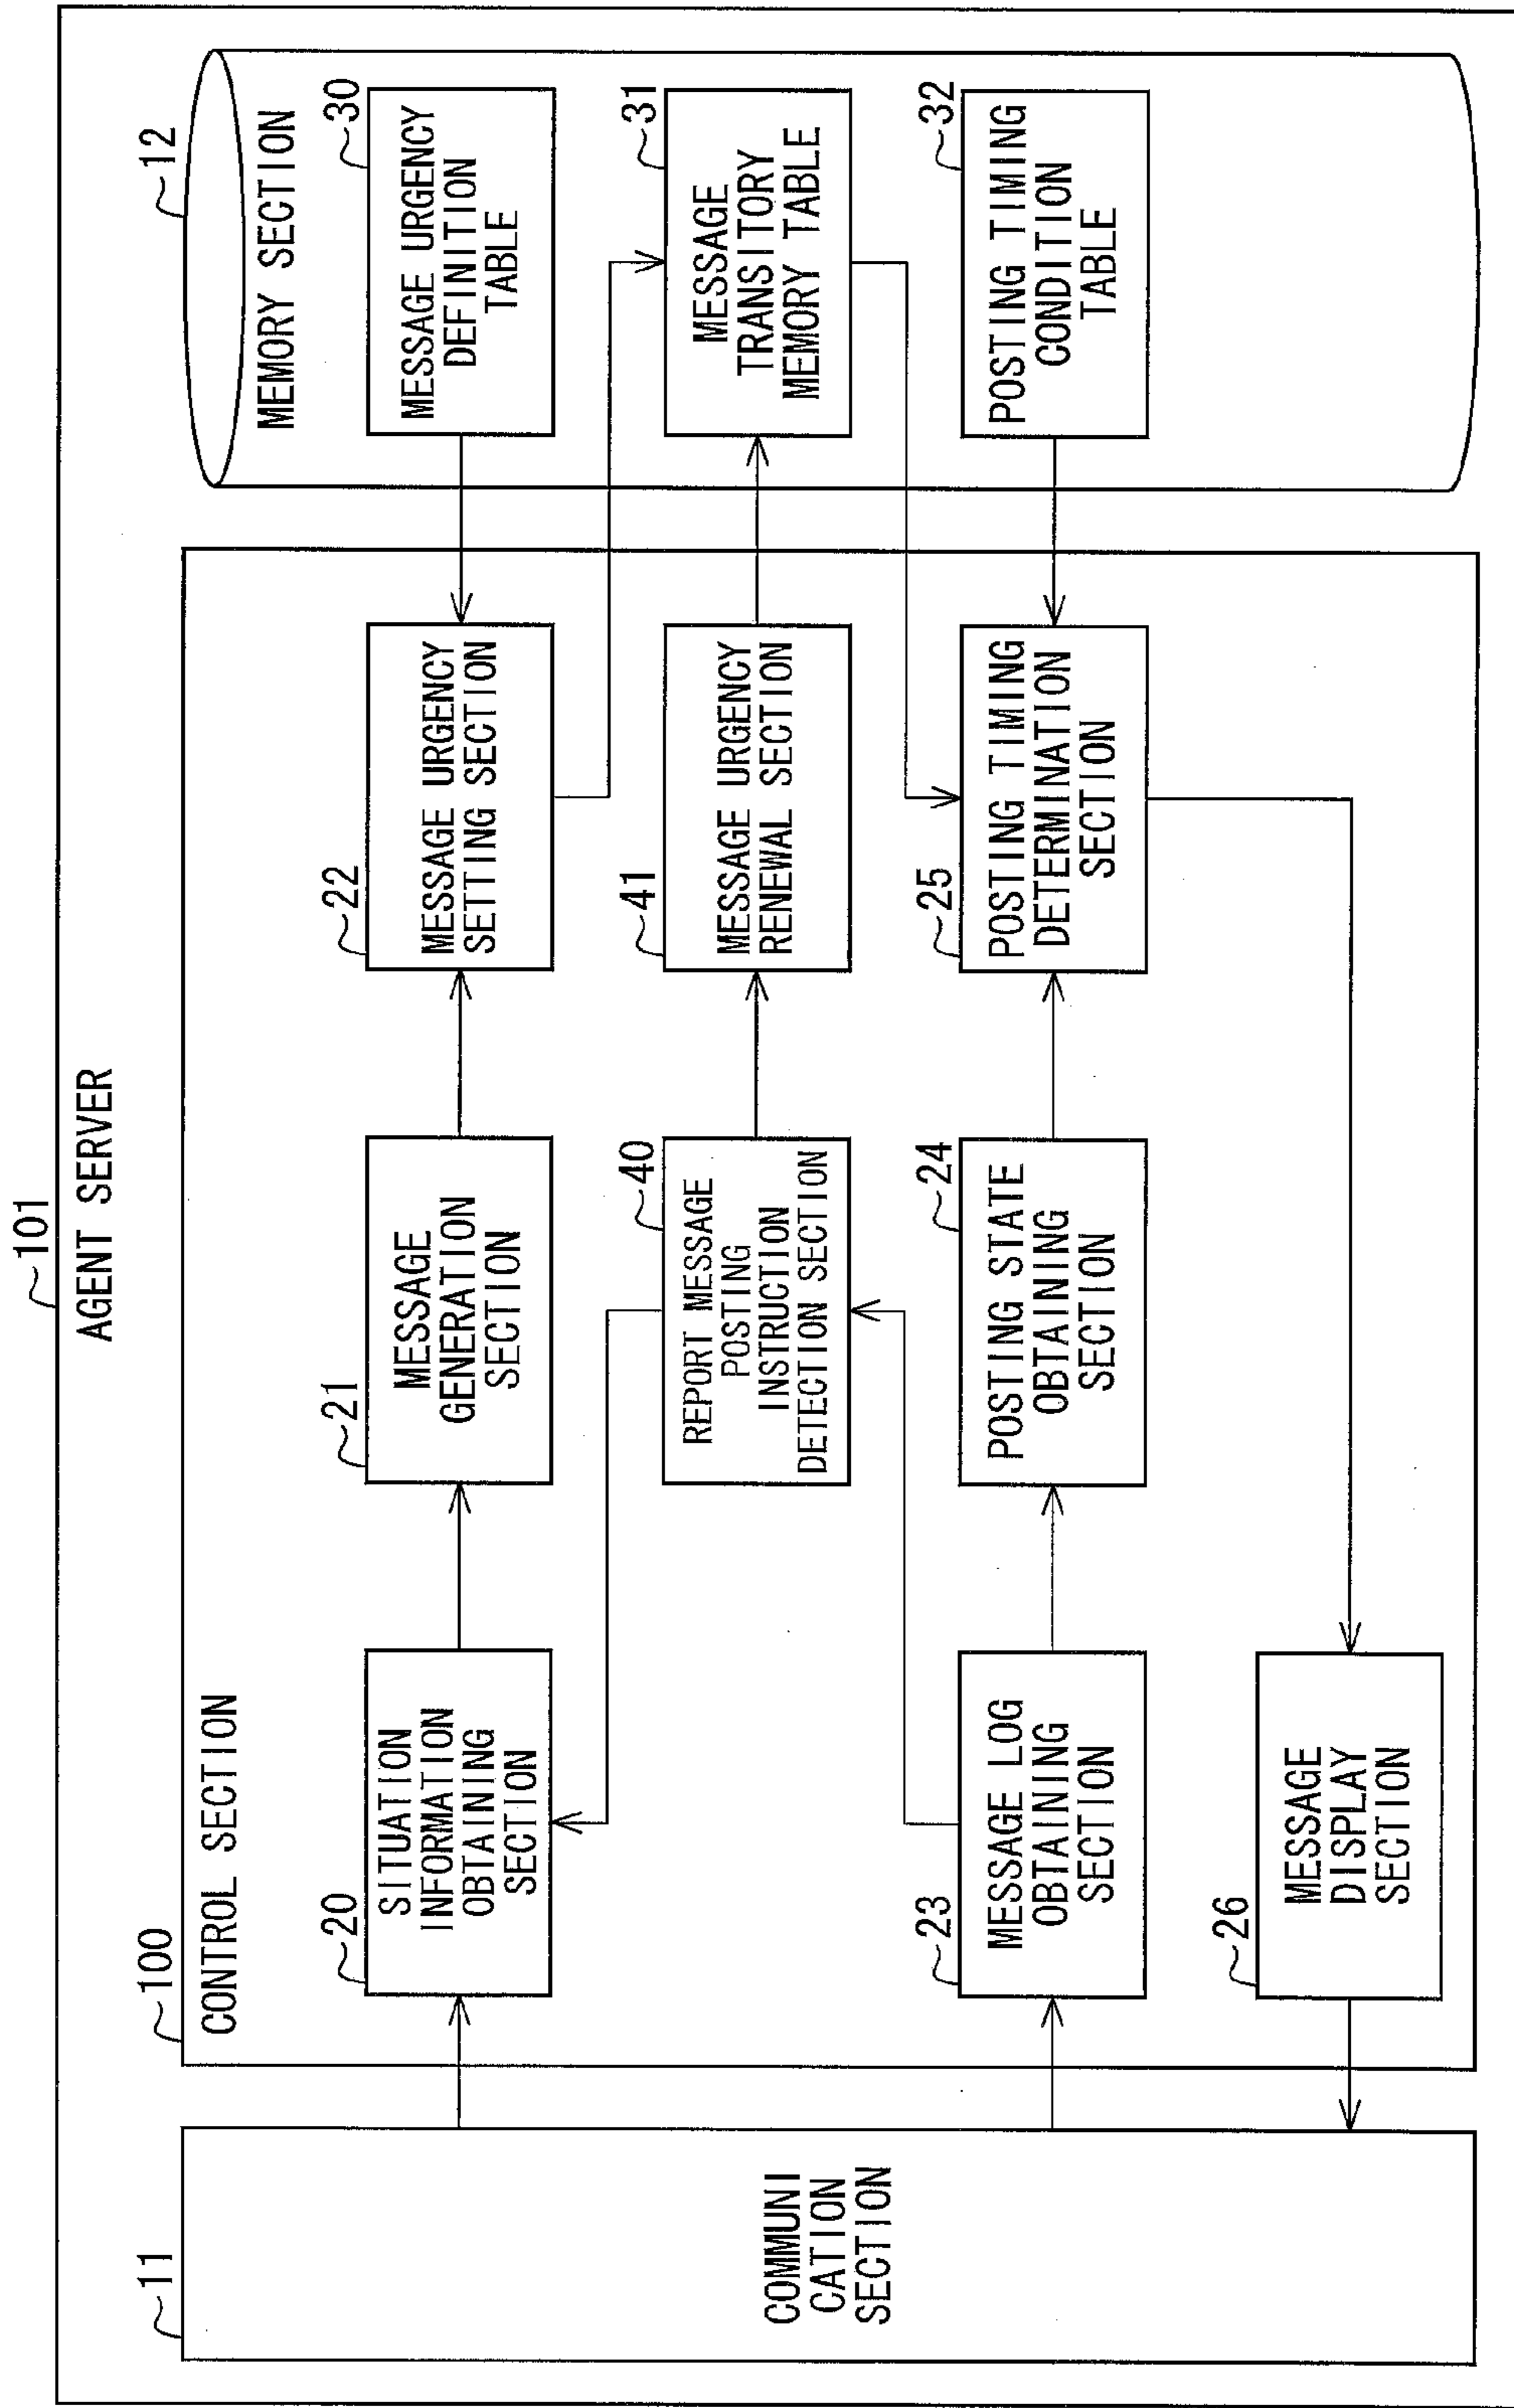 101
AGENT SERVER
11
COMMUNI
CATION
SECTION
100
CONTROL SECTION
20
SITUATION
INFORMATION
OBTAINING
SECTION
21
MESSAGE
GENERATION
SECTION
22
MESSAGE URGENCY
SETTING SECTION
40
REPORT MESSAGE
POSTING
INSTRUCTION
DETECTION SECTION
41
MESSAGE URGENCY
RENEWAL SECTION
23
MESSAGE LOG
OBTAINING
SECTION
24
POSTING STATE
OBTAINING
SECTION
25
POSTING TIMING
DETERMINATION
SECTION
26
MESSAGE
DISPLAY
SECTION
12
MEMORY SECTION
30
MESSAGE URGENCY
DEFINITION
TABLE
31
MESSAGE
TRANSITORY
MEMORY TABLE
32
POSTING TIMING
CONDITION
TABLE